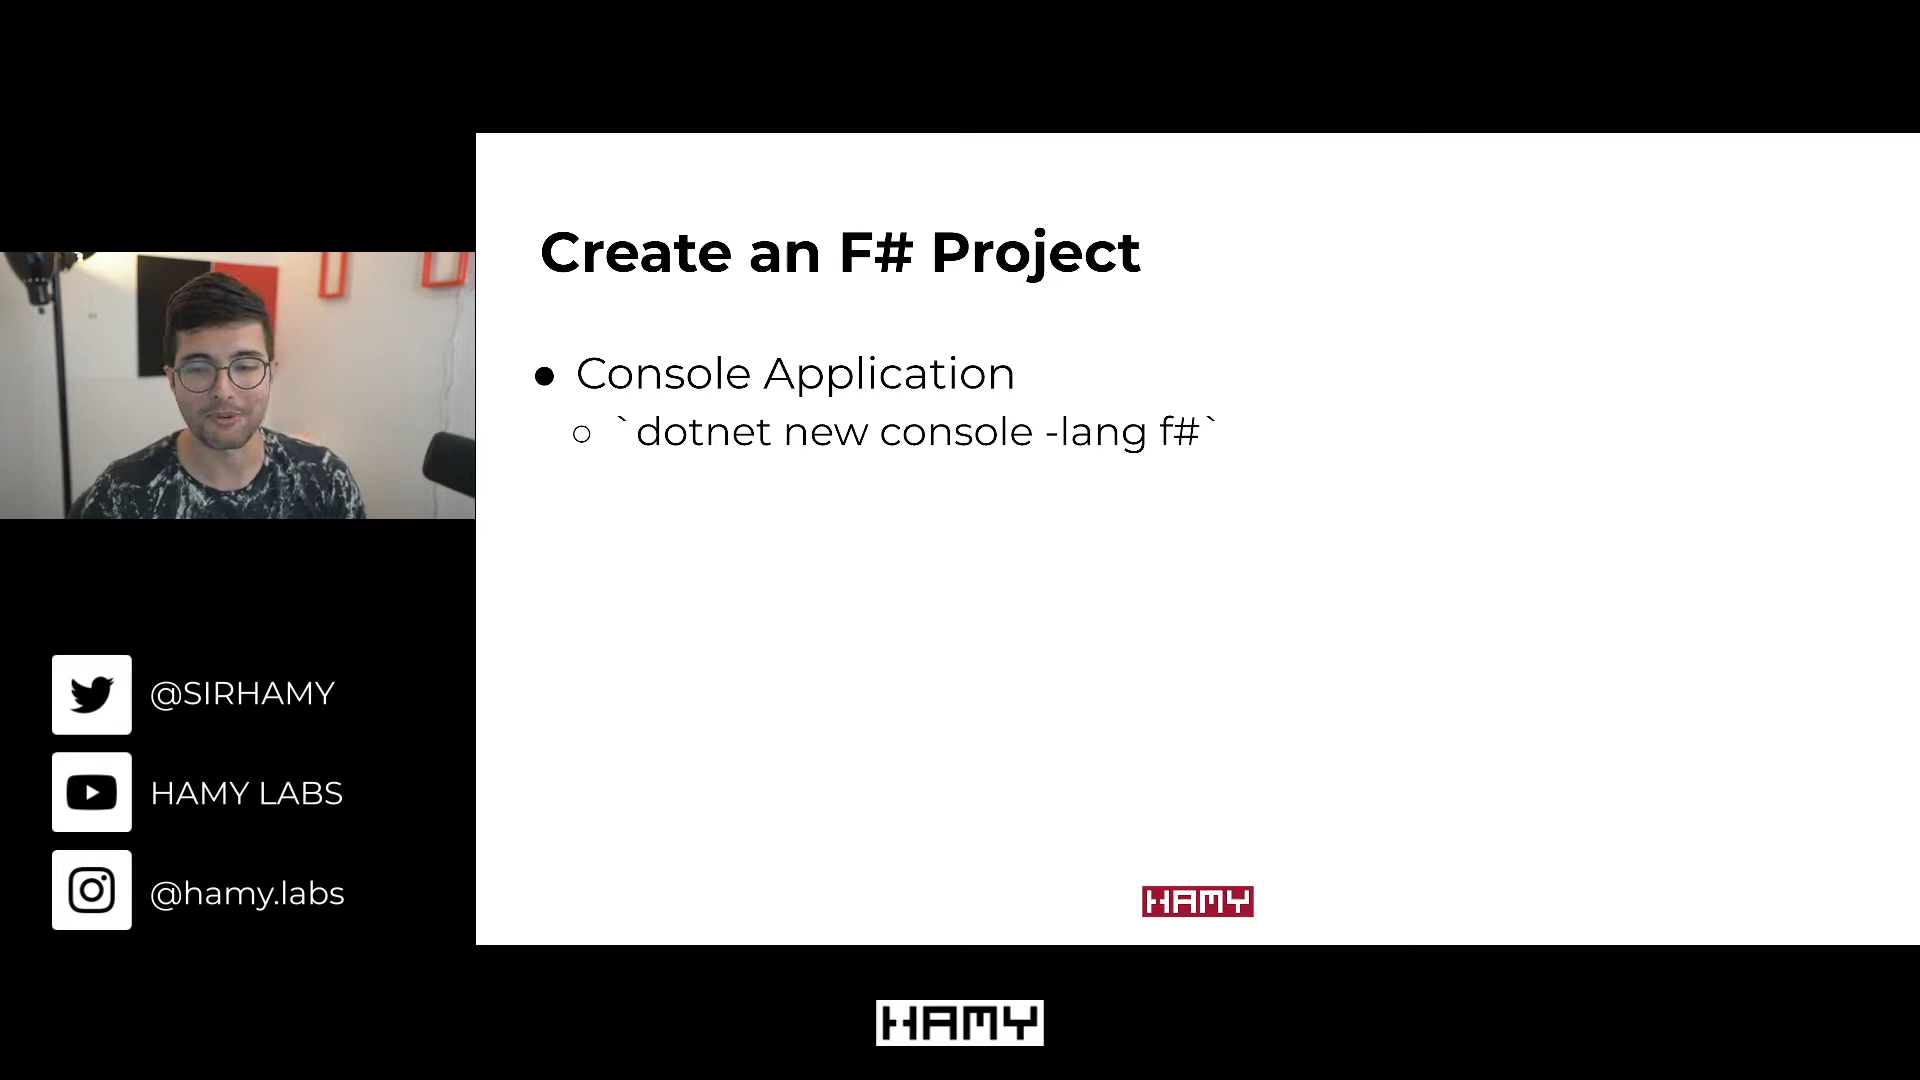 Create an F# Project
● Console Application
○ `dotnet new console -lang f#`
@SIRHAMY
HAMY LABS
@hamy.labs
HAMY
HAMY